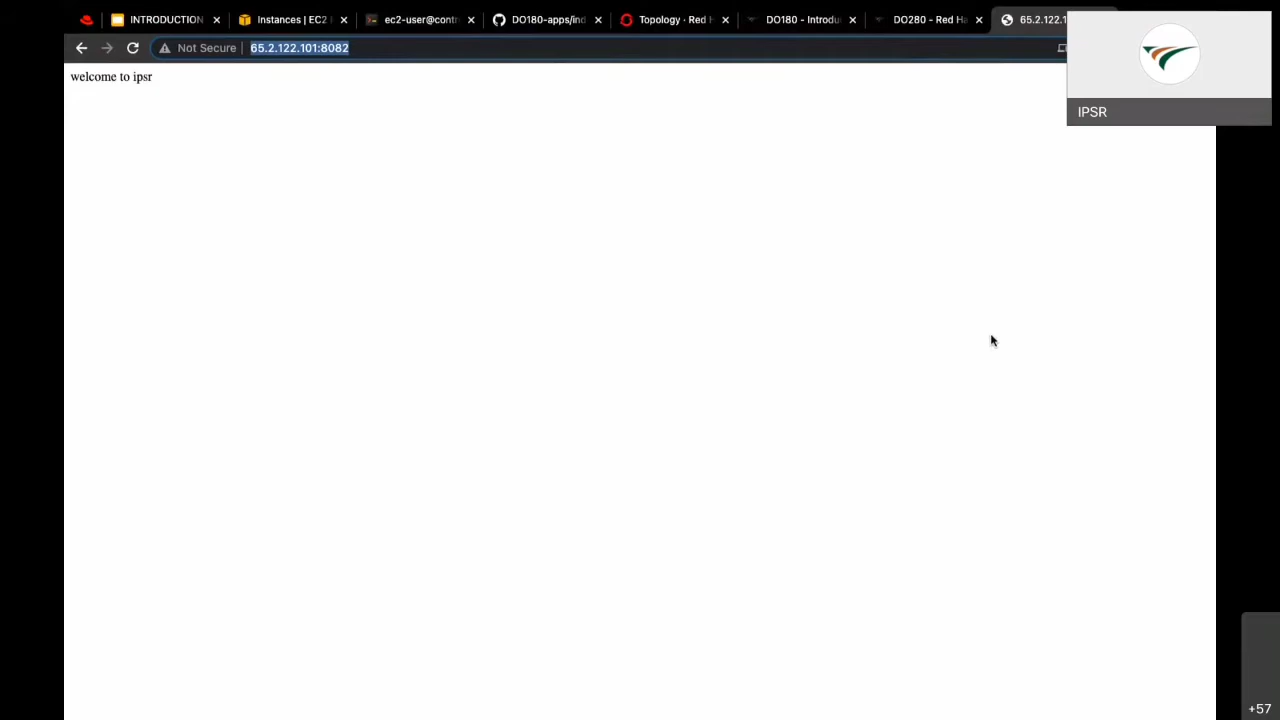 INTRODUCTION
Instances | EC2
ec2-user@contr
DO180-apps/ind
Topology · Red H
DO180 - Introdu
DO280 - Red Ha
65.2.122.1
Not Secure
65.2.122.101:8082
welcome to ipsr
IPSR
+57